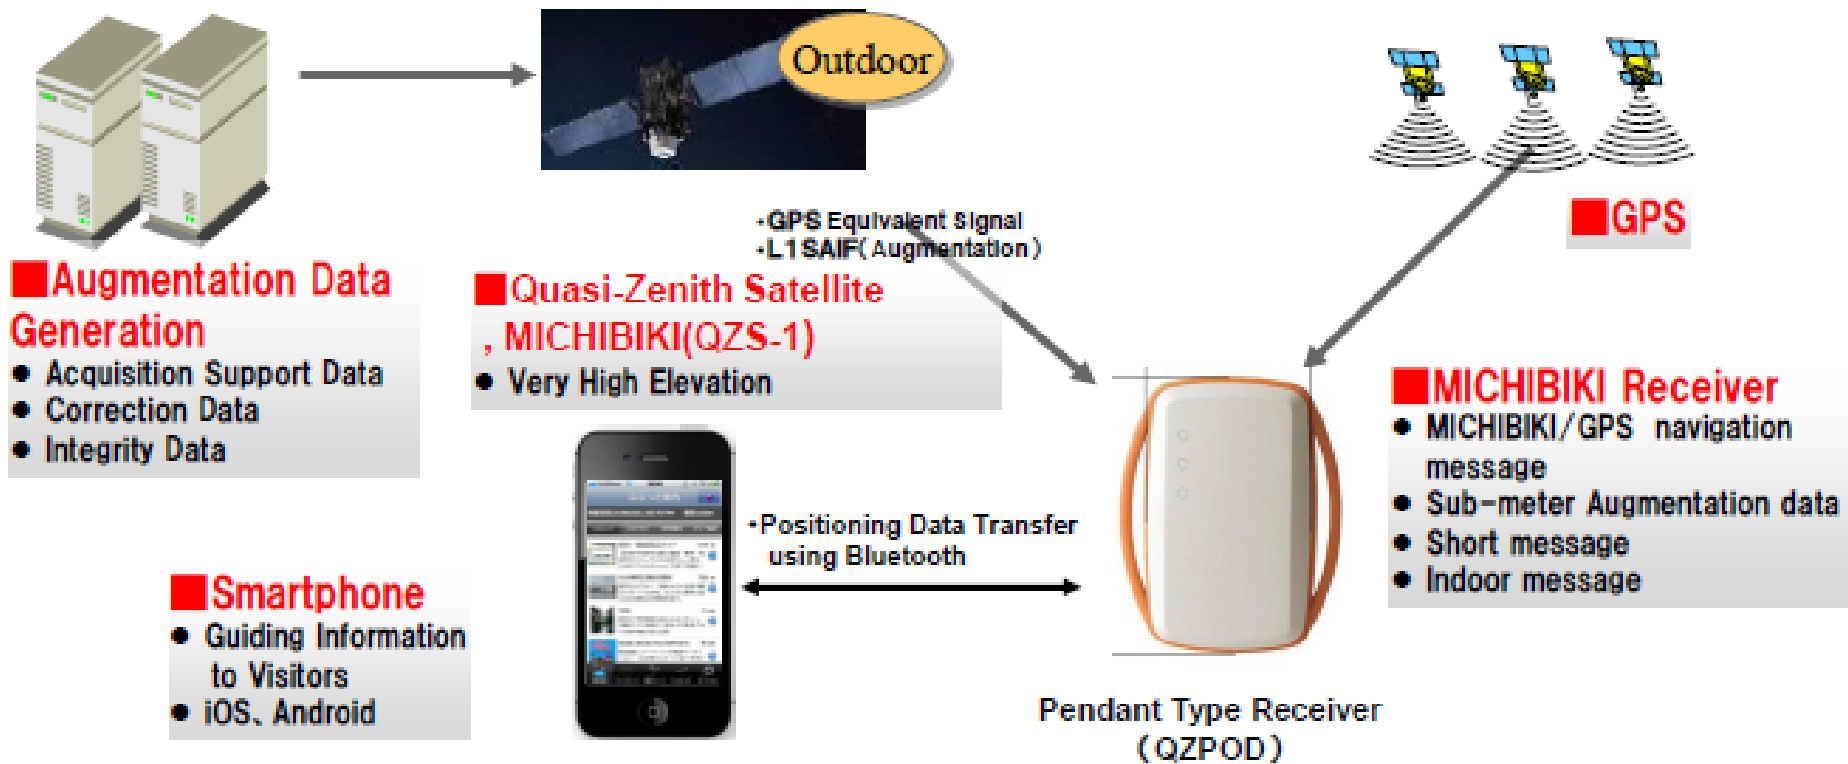 Outdoor
・GPS Equivalent Signal
・L1SAIF(Augmentation)
■GPS
■Augmentation Data
Generation
● Acquisition Support Data
● Correction Data
● Integrity Data
■Quasi-Zenith Satellite
, MICHIBIKI(QZS-1)
● Very High Elevation
■MICHIBIKI Receiver
● MICHIBIKI/GPS navigation
message
● Sub-meter Augmentation data
● Short message
● Indoor message
・Positioning Data Transfer
using Bluetooth
■Smartphone
● Guiding Information
to Visitors
● iOS、Android
Pendant Type Receiver
(QZPOD)